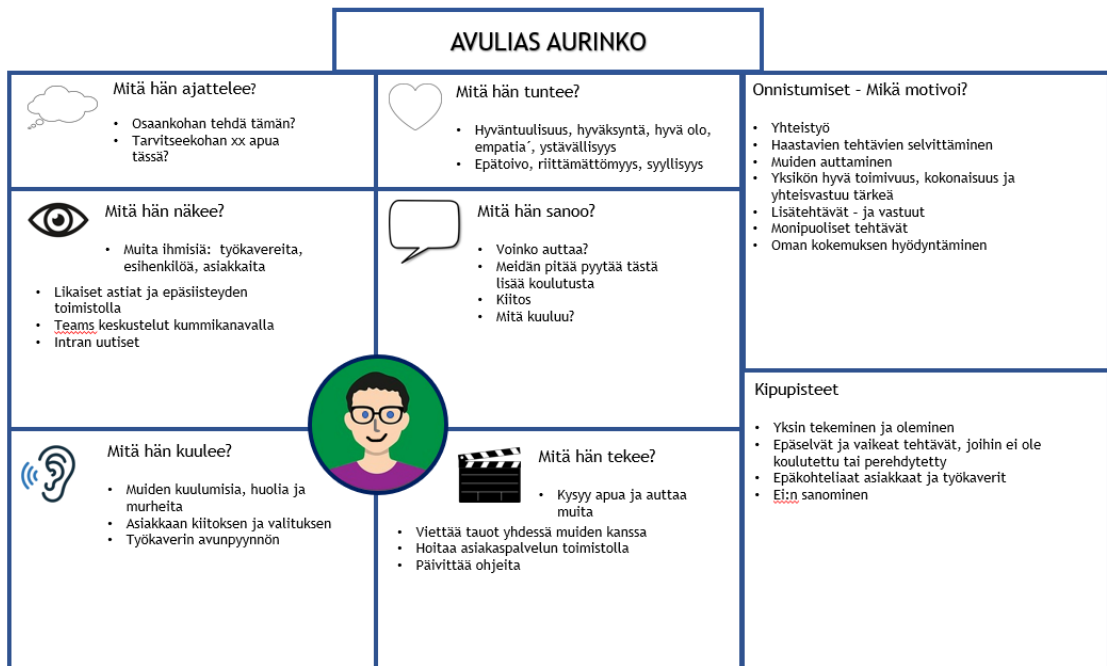 AVULIAS AURINKO
Mitä hän ajattelee?
• Osaankohan tehdä tämän?
• Tarvitseekohan xx apua
tässä?
Mitä hän tuntee?
• Hyväntuulisuus, hyväksyntä, hyvä olo,
empatia´, ystävällisyys
• Epätoivo, riittämättömyys, syyllisyys
Onnistumiset - Mikä motivoi?
• Yhteistyö
• Haastavien tehtävien selvittäminen
• Muiden auttaminen
• Yksikön hyvä toimivuus, kokonaisuus ja
yhteisvastuu tärkeä
• Lisätehtävät - ja vastuut
• Monipuoliset tehtävät
• Oman kokemuksen hyödyntäminen
Mitä hän näkee?
• Muita ihmisiä: työkavereita,
esihenkilöä, asiakkaita
• Likaiset astiat ja epäsiisteyden
toimistolla
• Teams keskustelut kummikanavalla
• Intran uutiset
Mitä hän sanoo?
• Voinko auttaa?
• Meidän pitää pyytää tästä
lisää koulutusta
• Kiitos
• Mitä kuuluu?
Kipupisteet
• Yksin tekeminen ja oleminen
• Epäselvät ja vaikeat tehtävät, joihin ei ole
koulutettu tai perehdytetty
• Epäkohteliaat asiakkaat ja työkaverit
• Ei:n sanominen
Mitä hän kuulee?
• Muiden kuulumisia, huolia ja
murheita
• Asiakkaan kiitoksen ja valituksen
• Työkaverin avunpyynnön
Mitä hän tekee?
• Kysyy apua ja auttaa
muita
• Viettää tauot yhdessä muiden kanssa
• Hoitaa asiakaspalvelun toimistolla
• Päivittää ohjeita